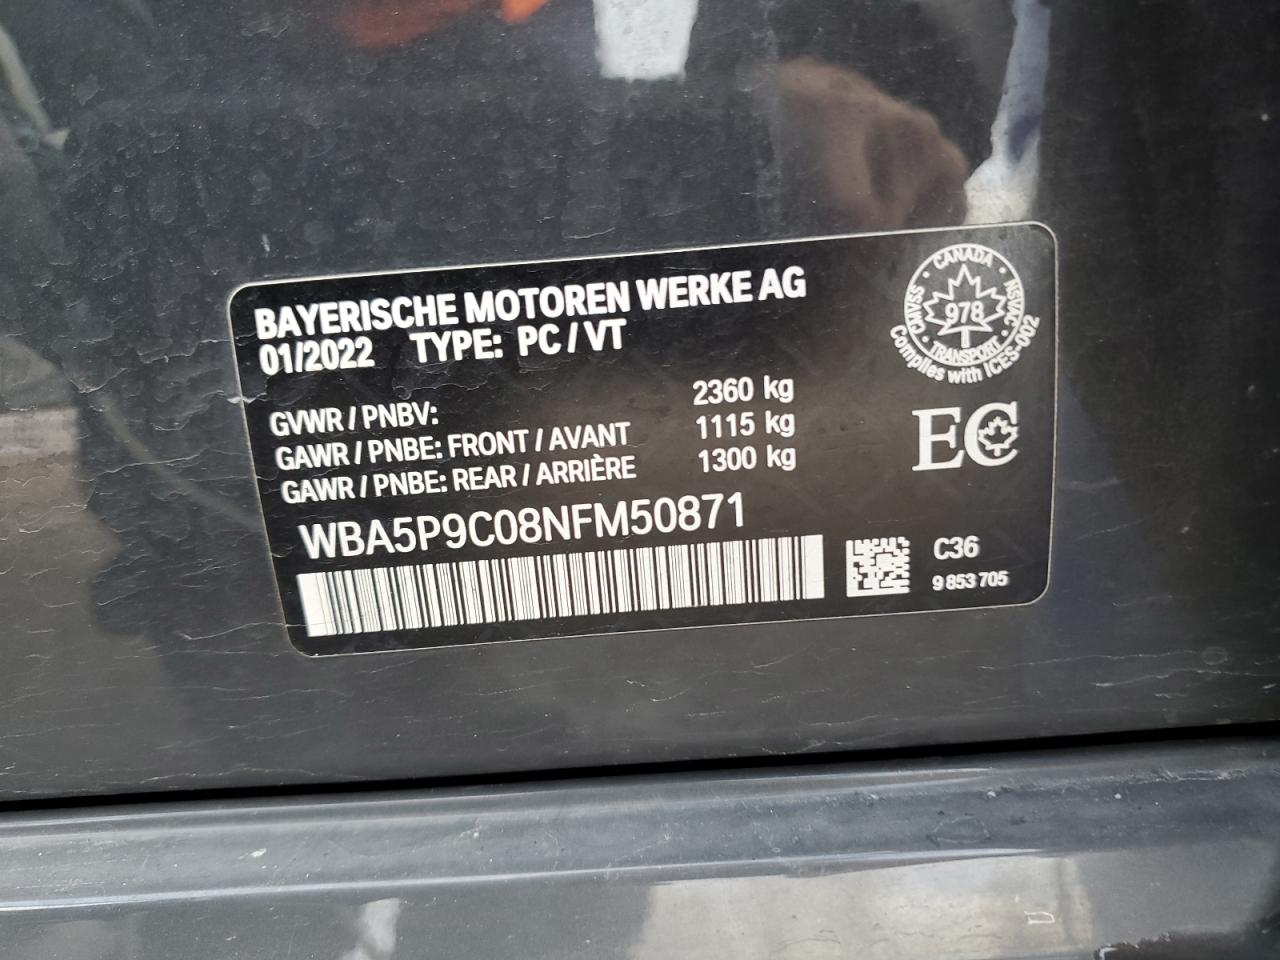 BAYERISCHE MOTOREN WERKE AG
01/2022 TYPE: PC / VT
GVWR / PNBV: 2360 kg
GAWR / PNBE: FRONT / AVANT 1115 kg
GAWR / PNBE: REAR / ARRIÈRE 1300 kg
WBA5P9C08NFM50871
CANADA
978
CMVSS
NSVAC
TRANSPORT
Complies with ICES-002
EC
C36
9 853 705